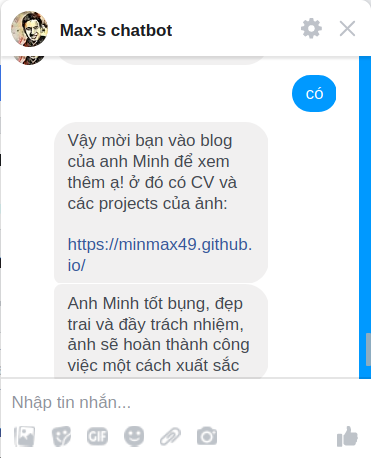 Max's chatbot
có
Vậy mời bạn vào blog
của anh Minh để xem
thêm ạ! ở đó có CV và
các projects của ảnh:
https://minmax49.github.
io/
Anh Minh tốt bụng, đẹp
trai và đầy trách nhiệm,
ảnh sẽ hoàn thành công
việc một cách xuất sắc
Nhập tin nhắn...
GIF